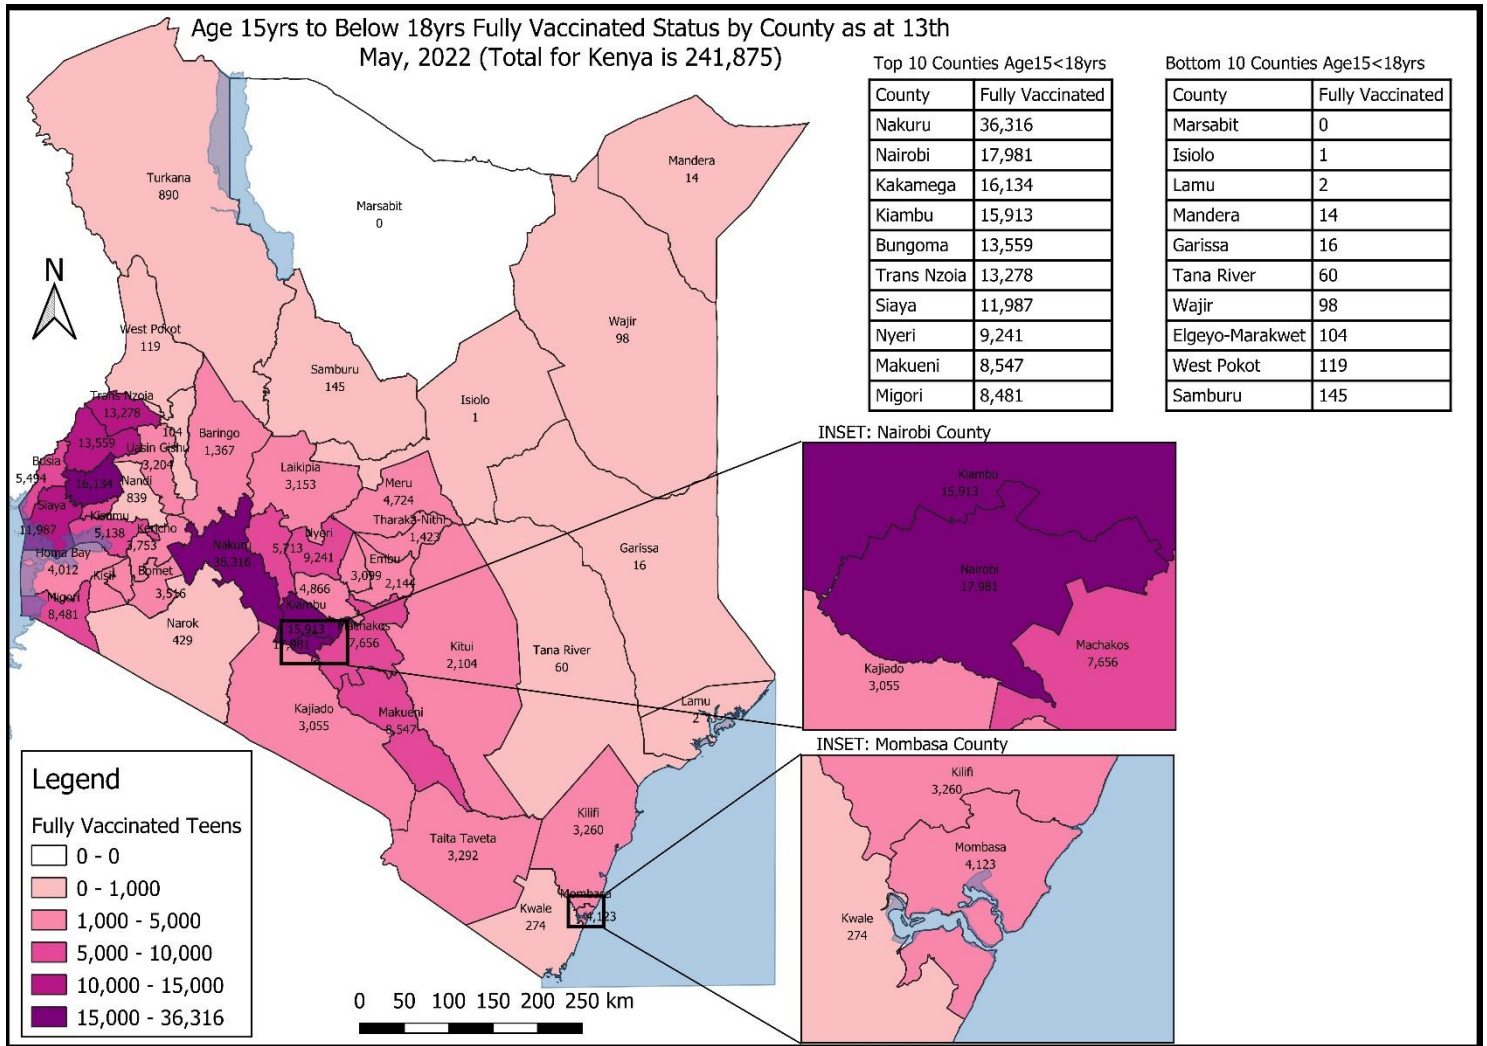 Age 15yrs to Below 18yrs Fully Vaccinated Status by County as at 13th
May, 2022 (Total for Kenya is 241,875)
Top 10 Counties Age15<18yrs
County Fully Vaccinated
Nakuru 36,316
Nairobi 17,981
Kakamega 16,134
Kiambu 15,913
Bungoma 13,559
Trans Nzoia 13,278
Siaya 11,987
Nyeri 9,241
Makueni 8,547
Migori 8,481
Bottom 10 Counties Age15<18yrs
County Fully Vaccinated
Marsabit 0
Isiolo 1
Lamu 2
Mandera 14
Garissa 16
Tana River 60
Wajir 98
Elgeyo-Marakwet 104
West Pokot 119
Samburu 145
Mandera
14
Turkana
890
Marsabit
0
N
West Pokot
119
Wajir
98
Samburu
145
Isiolo
1
Trans Nzoia
13,278
104
13,559
Uasin Gishu
3,204
Baringo
1,367
Busia
5,494
16,134
Nandi
839
Laikipia
3,153
Meru
4,724
Siaya
11,987
Kisumu
5,138
Kericho
3,753
Tharaka-Nithi
1,423
Nakuru
36,316
5,713
Nyeri
9,241
Embu
3,099
2,144
Garissa
16
Homa Bay
4,012
Kisii
Bomet
3,516
4,866
Migori
8,481
Kiambu
15,913
17,981
Machakos
7,656
Narok
429
Kitui
2,104
Tana River
60
Lamu
2
Kajiado
3,055
Makueni
8,547
Taita Taveta
3,292
Kilifi
3,260
Kwale
274
Mombasa
4,123
INSET: Nairobi County
Kiambu
15,913
Nairobi
17,981
Machakos
7,656
Kajiado
3,055
INSET: Mombasa County
Kilifi
3,260
Mombasa
4,123
Kwale
274
Legend
Fully Vaccinated Teens
0 - 0
0 - 1,000
1,000 - 5,000
5,000 - 10,000
10,000 - 15,000
15,000 - 36,316
0 50 100 150 200 250 km